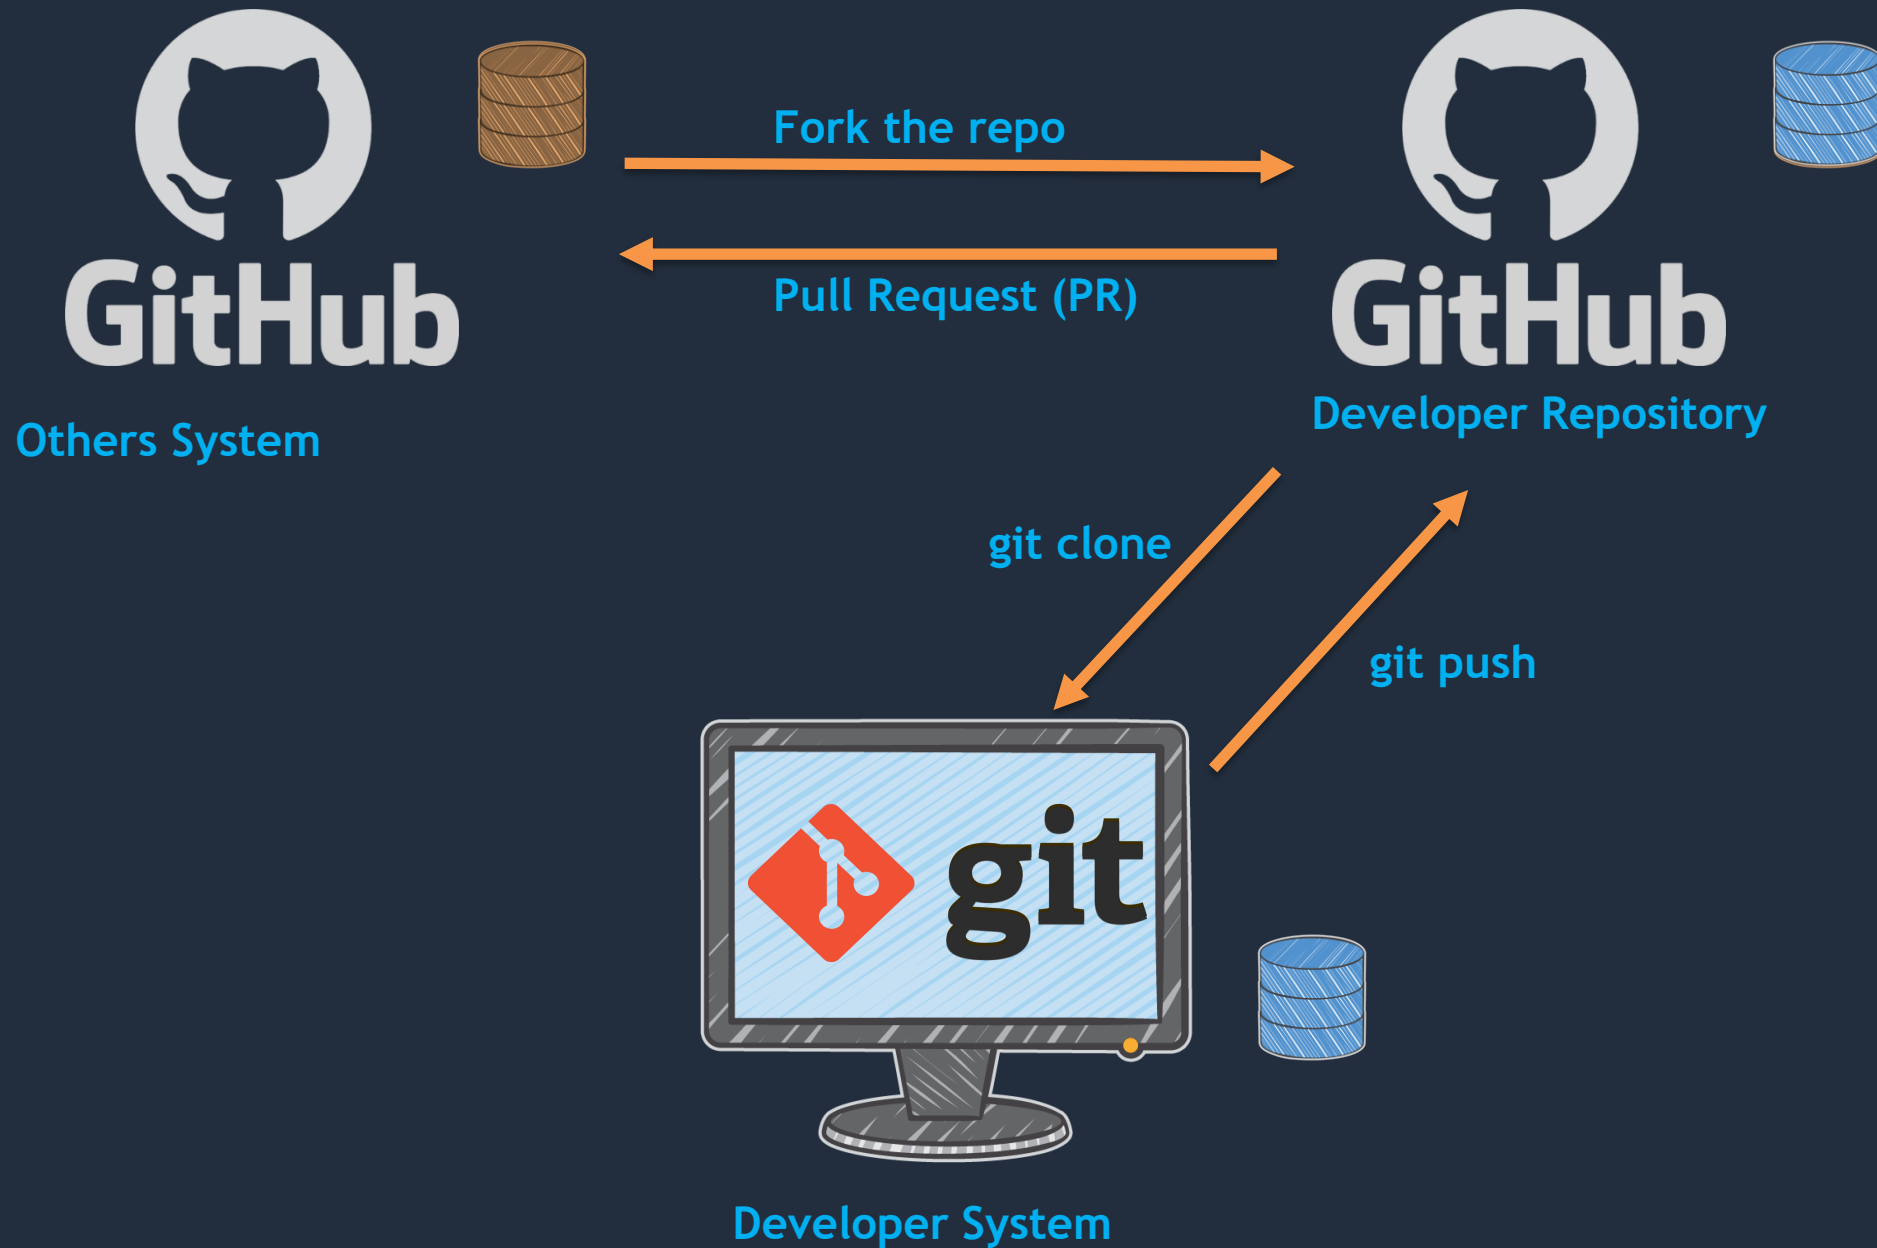 Fork the repo
Pull Request (PR)
GitHub
GitHub
Others System
Developer Repository
git clone
git push
git
Developer System